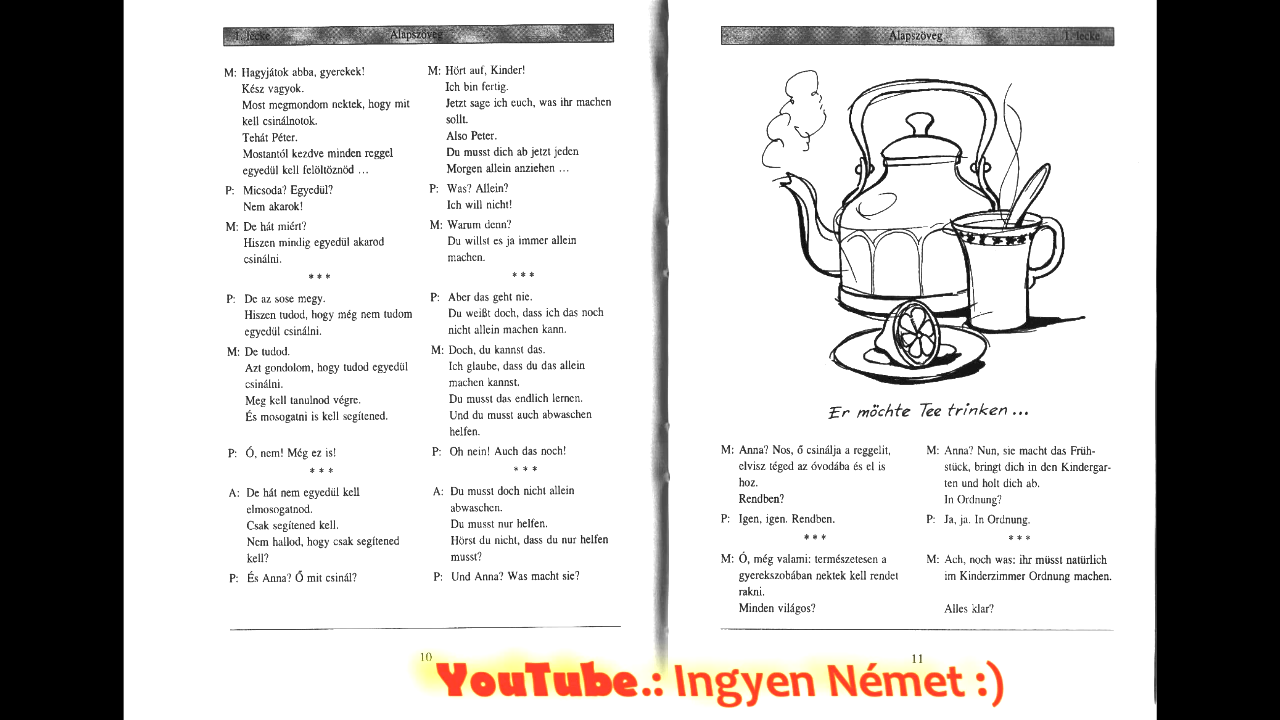 1. lecke
Alapszöveg
M: Hagyjátok abba, gyerekek!
Kész vagyok.
Most megmondom nektek, hogy mit
kell csinálnotok.
Tehát Péter.
Mostantól kezdve minden reggel
egyedül kell felöltöznöd ...
P: Micsoda? Egyedül?
Nem akarok!
M: De hát miért?
Hiszen mindig egyedül akarod
csinálni.
* * *
P: De az sose megy.
Hiszen tudod, hogy még nem tudom
egyedül csinálni.
M: De tudod.
Azt gondolom, hogy tudod egyedül
csinálni.
Meg kell tanulnod végre.
És mosogatni is kell segítened.
P: Ó, nem! Még ez is!
* * *
A: De hát nem egyedül kell
elmosogatnod.
Csak segítened kell.
Nem hallod, hogy csak segítened
kell?
P: És Anna? Ő mit csinál?
M: Hört auf, Kinder!
Ich bin fertig.
Jetzt sage ich euch, was ihr machen
sollt.
Also Peter.
Du musst dich ab jetzt jeden
Morgen allein anziehen ...
P: Was? Allein?
Ich will nicht!
M: Warum denn?
Du willst es ja immer allein
machen.
* * *
P: Aber das geht nie.
Du weißt doch, dass ich das noch
nicht allein machen kann.
M: Doch, du kannst das.
Ich glaube, dass du das allein
machen kannst.
Du musst das endlich lernen.
Und du musst auch abwaschen
helfen.
P: Oh nein! Auch das noch!
* * *
A: Du musst doch nicht allein
abwaschen.
Du musst nur helfen.
Hörst du nicht, dass du nur helfen
musst?
P: Und Anna? Was macht sie?
10
Alapszöveg
1. lecke
Er möchte Tee trinken ...
M: Anna? Nos, ő csinálja a reggelit,
elvisz téged az óvodába és el is
hoz.
Rendben?
P: Igen, igen. Rendben.
* * *
M: Ó, még valami: természetesen a
gyerekszobában nektek kell rendet
rakni.
Minden világos?
M: Anna? Nun, sie macht das Früh-
stück, bringt dich in den Kindergar-
ten und holt dich ab.
In Ordnung?
P: Ja, ja. In Ordnung.
* * *
M: Ach, noch was: ihr müsst natürlich
im Kinderzimmer Ordnung machen.
Alles klar?
11
YouTube.: Ingyen Német :)